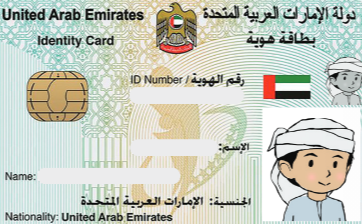 United Arab Emirates دولة الإمارات العربية المتحدة
Identity Card بطاقة هوية
ID Number / رقم الهوية
الإسم:
Name:
الجنسية: الإمارات العربية المتحدة
Nationality: United Arab Emirates